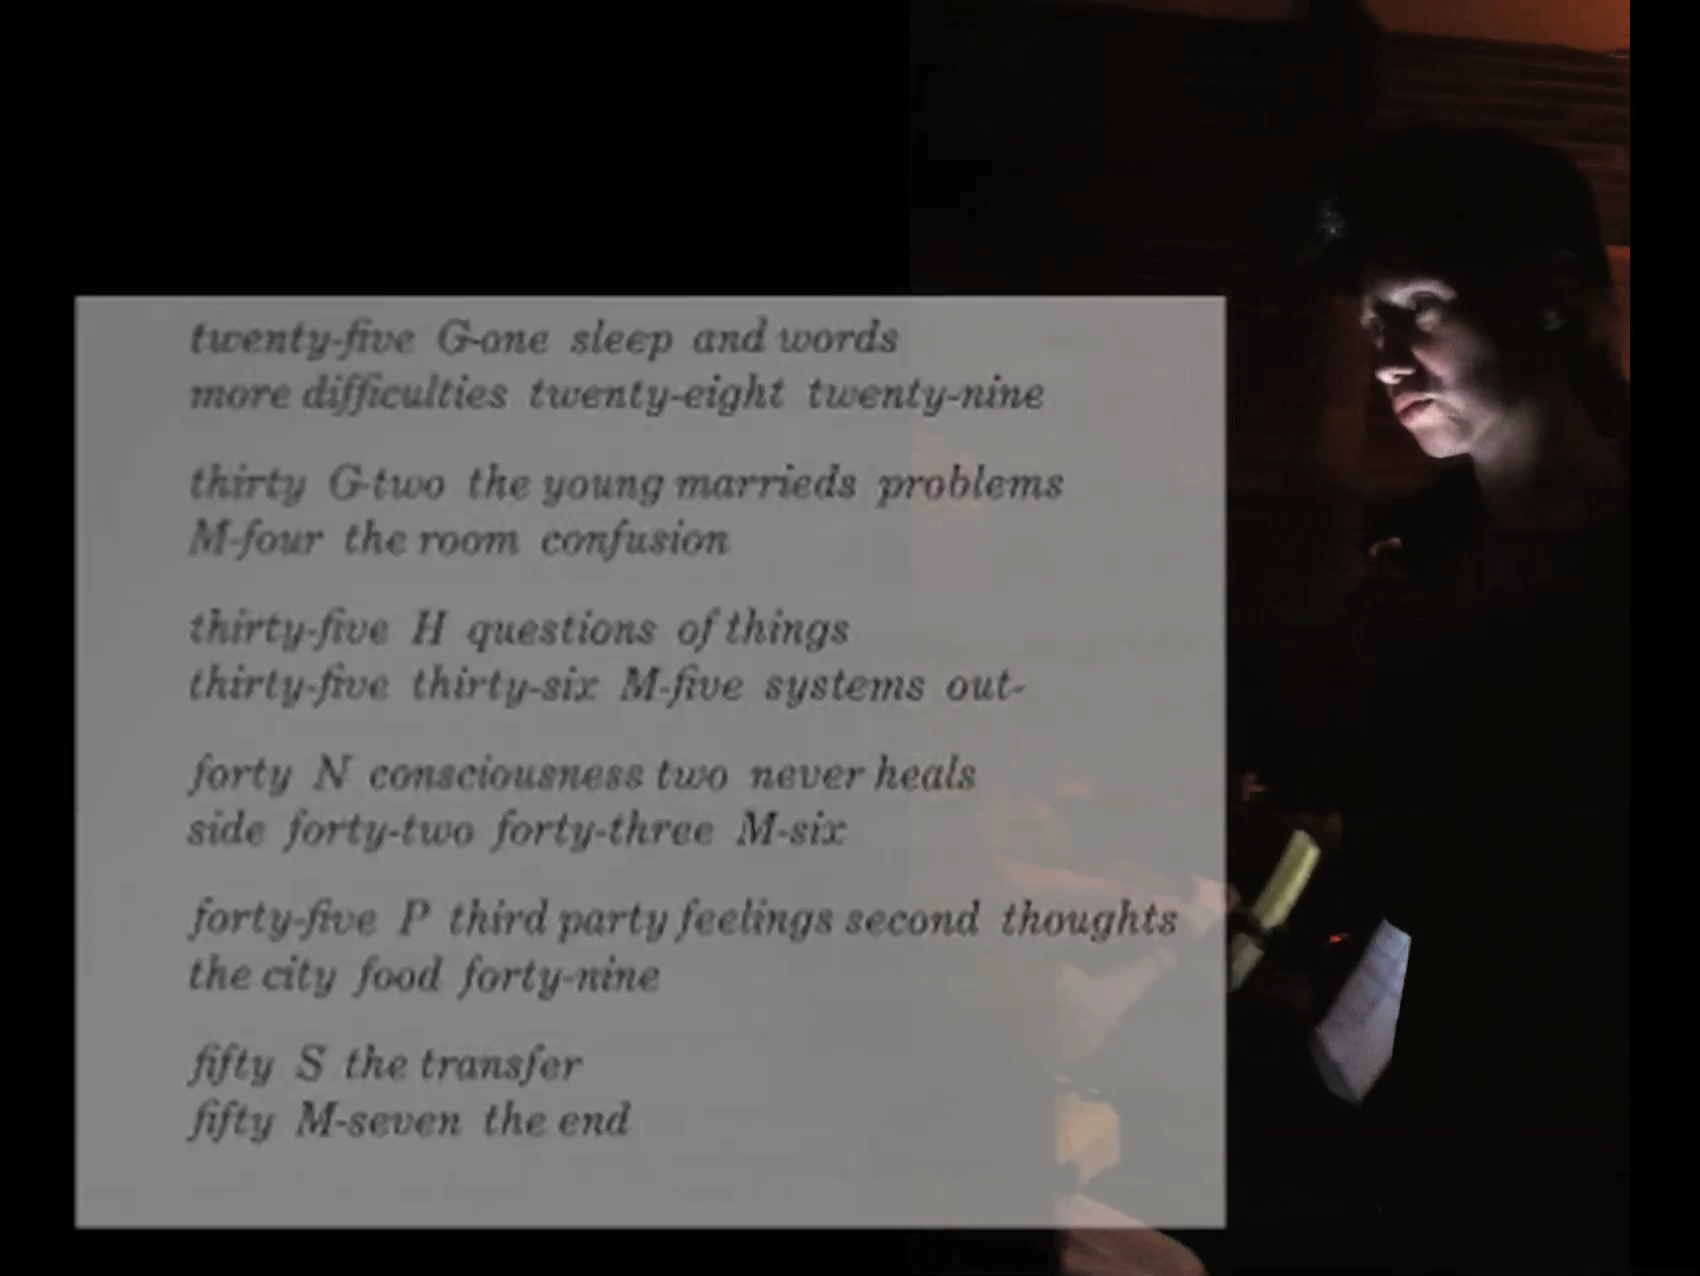 twenty-five G-one sleep and words
more difficulties twenty-eight twenty-nine
thirty G-two the young marrieds problems
M-four the room confusion
thirty-five H questions of things
thirty-five thirty-six M-five systems out-
forty N consciousness two never heals
side forty-two forty-three M-six
forty-five P third party feelings second thoughts
the city food forty-nine
fifty S the transfer
fifty M-seven the end